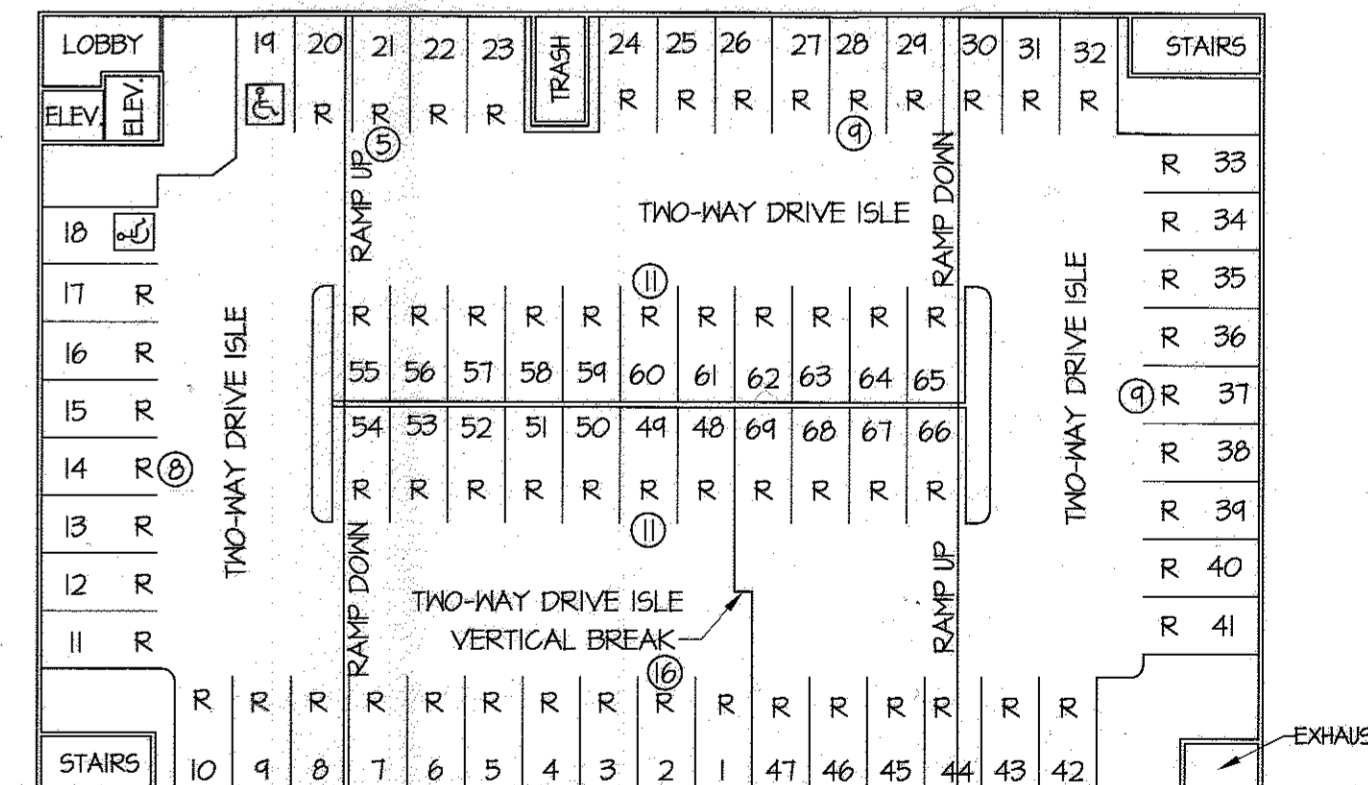 LOBBY 19 20 21 22 23 TRASH 24 25 26 27 28 29 30 31 32 STAIRS
ELEV. ELEV. R R R R R R R R R R R R R
5 9
R 33
RAMP UP RAMP DOWN
TWO-WAY DRIVE ISLE
R 34
18
R 35
17 R
11
R R R R R R R R R R R
16 R
R 36
TWO-WAY DRIVE ISLE
TWO-WAY DRIVE ISLE
55 56 57 58 59 60 61 62 63 64 65
9 R 37
15 R
54 53 52 51 50 49 48 69 68 67 66
14 R 8
R 38
R R R R R R R R R R R
R 39
13 R
11
RAMP DOWN RAMP UP
R 40
12 R
TWO-WAY DRIVE ISLE
VERTICAL BREAK
R 41
11 R
16
R R R R R R R R R R R R R R R R
EXHAUS
STAIRS 10 9 8 7 6 5 4 3 2 1 47 46 45 44 43 42